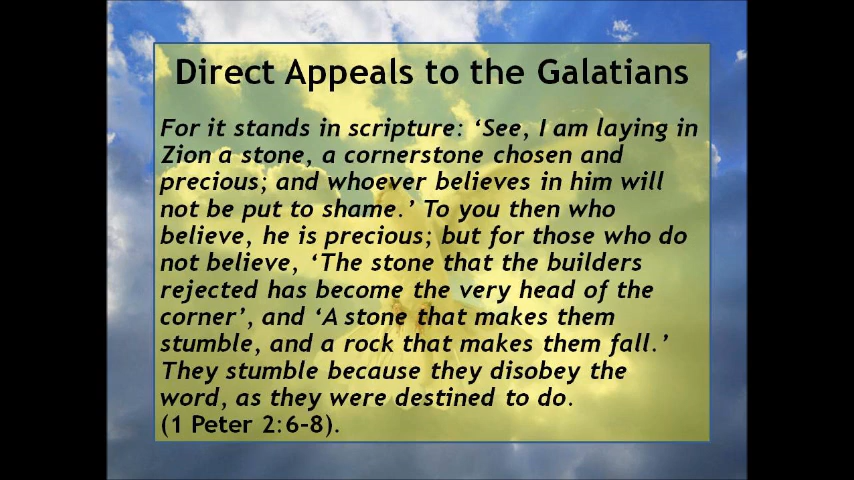 Direct Appeals to the Galatians
For it stands in scripture: ‘See, I am laying in
Zion a stone, a cornerstone chosen and
precious; and whoever believes in him will
not be put to shame.’ To you then who
believe, he is precious; but for those who do
not believe, ‘The stone that the builders
rejected has become the very head of the
corner’, and ‘A stone that makes them
stumble, and a rock that makes them fall.’
They stumble because they disobey the
word, as they were destined to do.
(1 Peter 2:6-8).